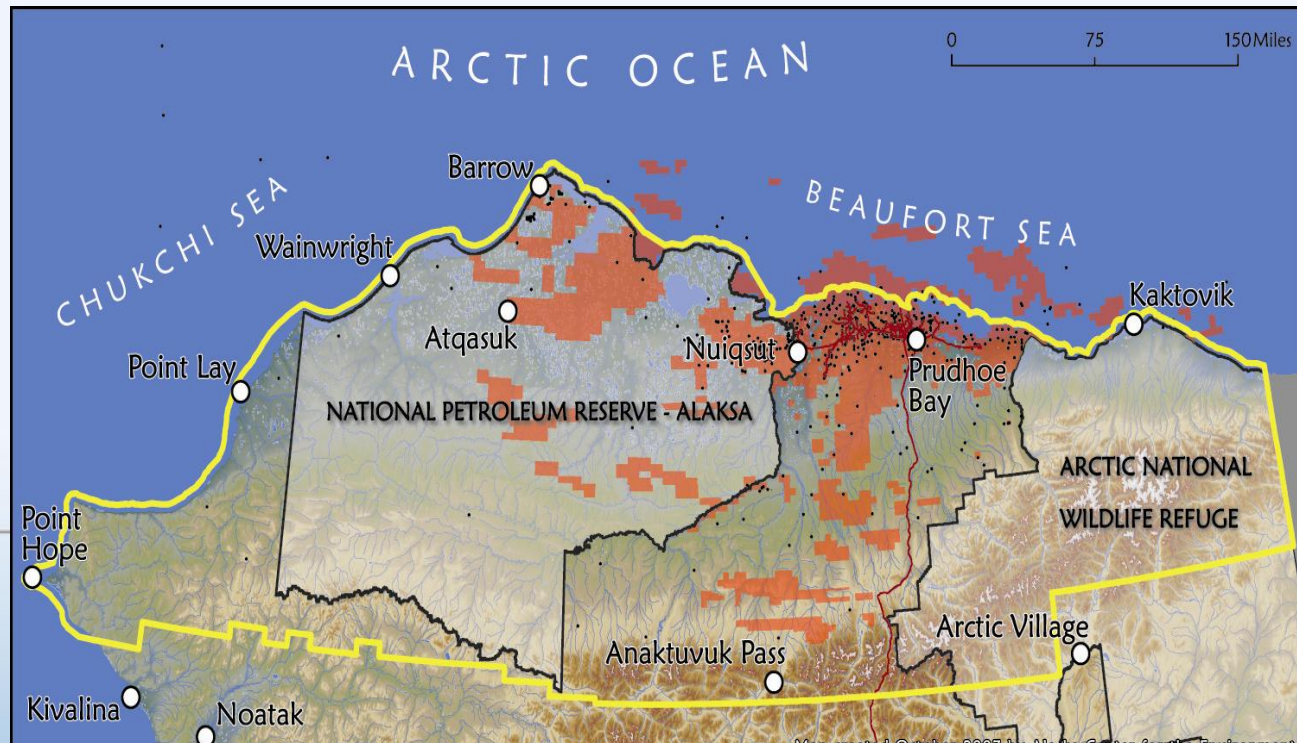 ARCTIC OCEAN
0 75 150 Miles
Barrow
BEAUFORT SEA
CHUKCHI SEA
Wainwright
Kaktovik
Atqasuk
Nuiqsut
Prudhoe
Bay
Point Lay
NATIONAL PETROLEUM RESERVE - ALAKSA
ARCTIC NATIONAL
WILDLIFE REFUGE
Point
Hope
Arctic Village
Anaktuvuk Pass
Kivalina
Noatak